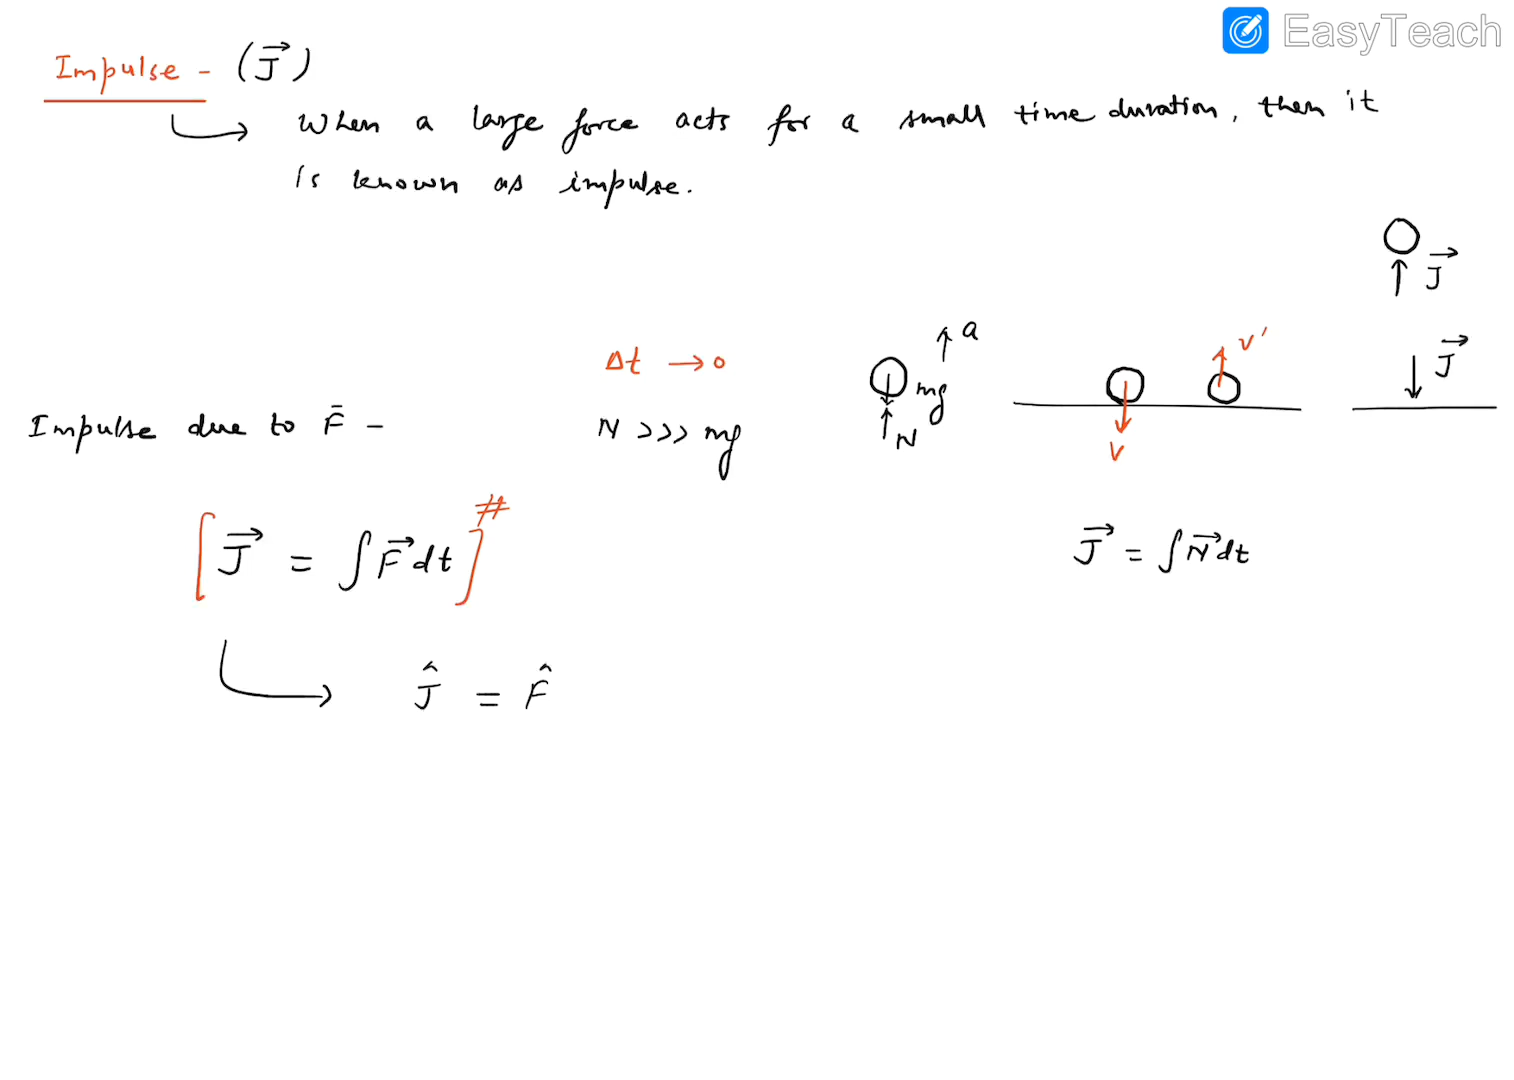 EasyTeach
Impulse - (J⃗)
When a large force acts for a small time duration, then it
is known as impulse.
J⃗
a
Δt → 0
mg
N
V'
V
J⃗
Impulse due to F̄ -
N >>> mg
[J⃗ = ∫F⃗dt]#
J⃗ = ∫N⃗dt
Ĵ = F̂